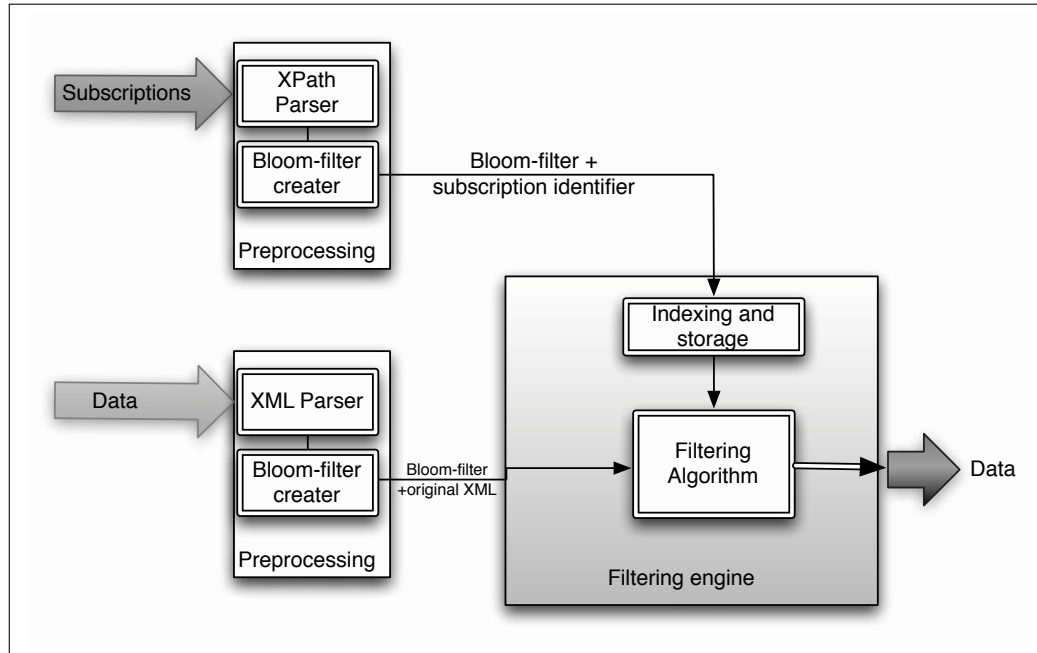 Subscriptions
XPath
Parser
Bloom-filter
creater
Preprocessing
Bloom-filter +
subscription identifier
Indexing and
storage
Data
XML Parser
Bloom-filter
creater
Preprocessing
Bloom-filter
+original XML
Filtering
Algorithm
Data
Filtering engine